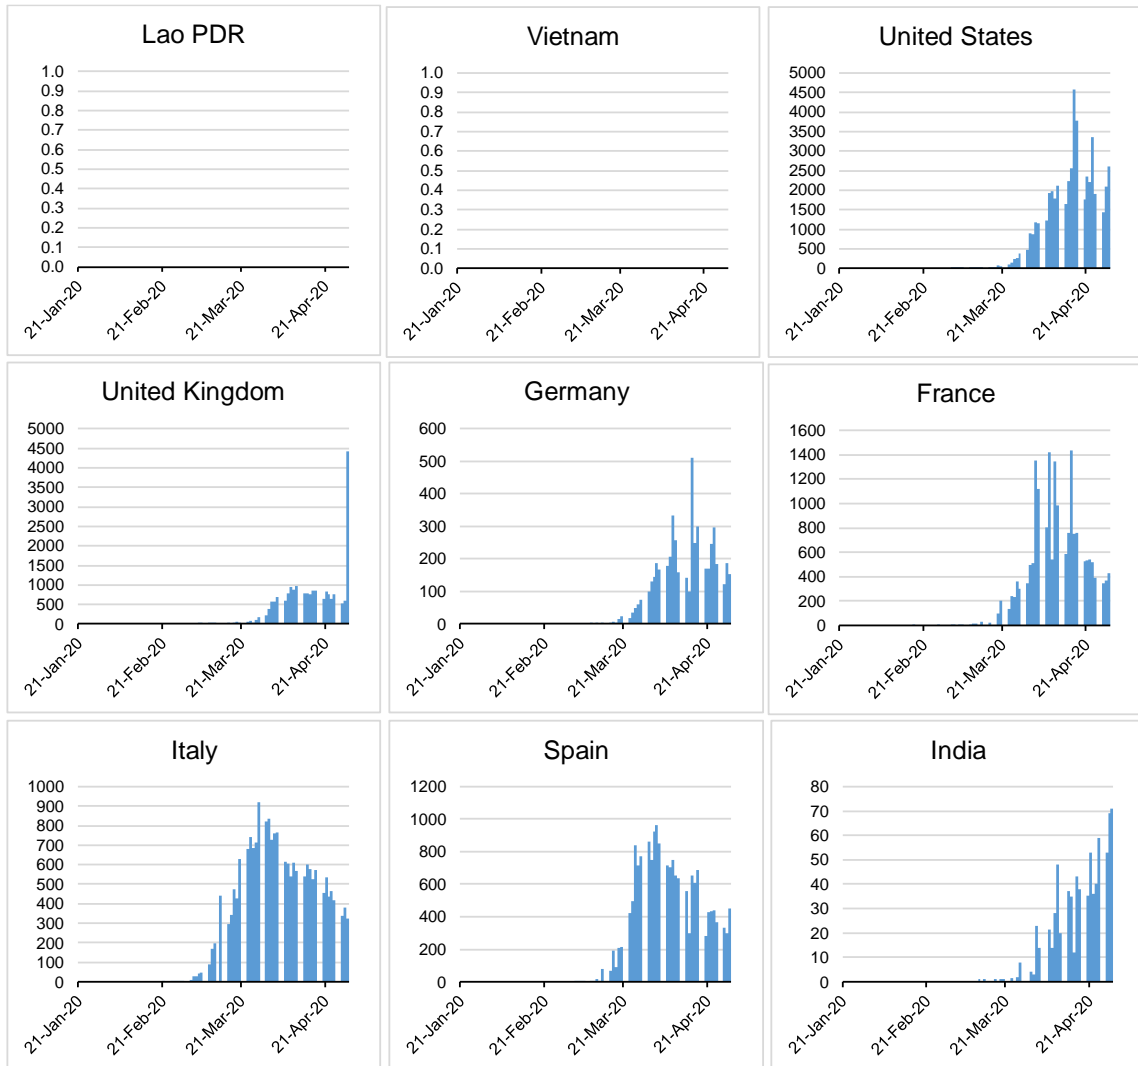 Lao PDR
1.0
0.9
0.8
0.7
0.6
0.5
0.4
0.3
0.2
0.1
0.0
21-Jan-20
21-Feb-20
21-Mar-20
21-Apr-20
Vietnam
1.0
0.9
0.8
0.7
0.6
0.5
0.4
0.3
0.2
0.1
0.0
21-Jan-20
21-Feb-20
21-Mar-20
21-Apr-20
United States
5000
4500
4000
3500
3000
2500
2000
1500
1000
500
0
21-Jan-20
21-Feb-20
21-Mar-20
21-Apr-20
United Kingdom
5000
4500
4000
3500
3000
2500
2000
1500
1000
500
0
21-Jan-20
21-Feb-20
21-Mar-20
21-Apr-20
Germany
600
500
400
300
200
100
0
21-Jan-20
21-Feb-20
21-Mar-20
21-Apr-20
France
1600
1400
1200
1000
800
600
400
200
0
21-Jan-20
21-Feb-20
21-Mar-20
21-Apr-20
Italy
1000
900
800
700
600
500
400
300
200
100
0
21-Jan-20
21-Feb-20
21-Mar-20
21-Apr-20
Spain
1200
1000
800
600
400
200
0
21-Jan-20
21-Feb-20
21-Mar-20
21-Apr-20
India
80
70
60
50
40
30
20
10
0
21-Jan-20
21-Feb-20
21-Mar-20
21-Apr-20